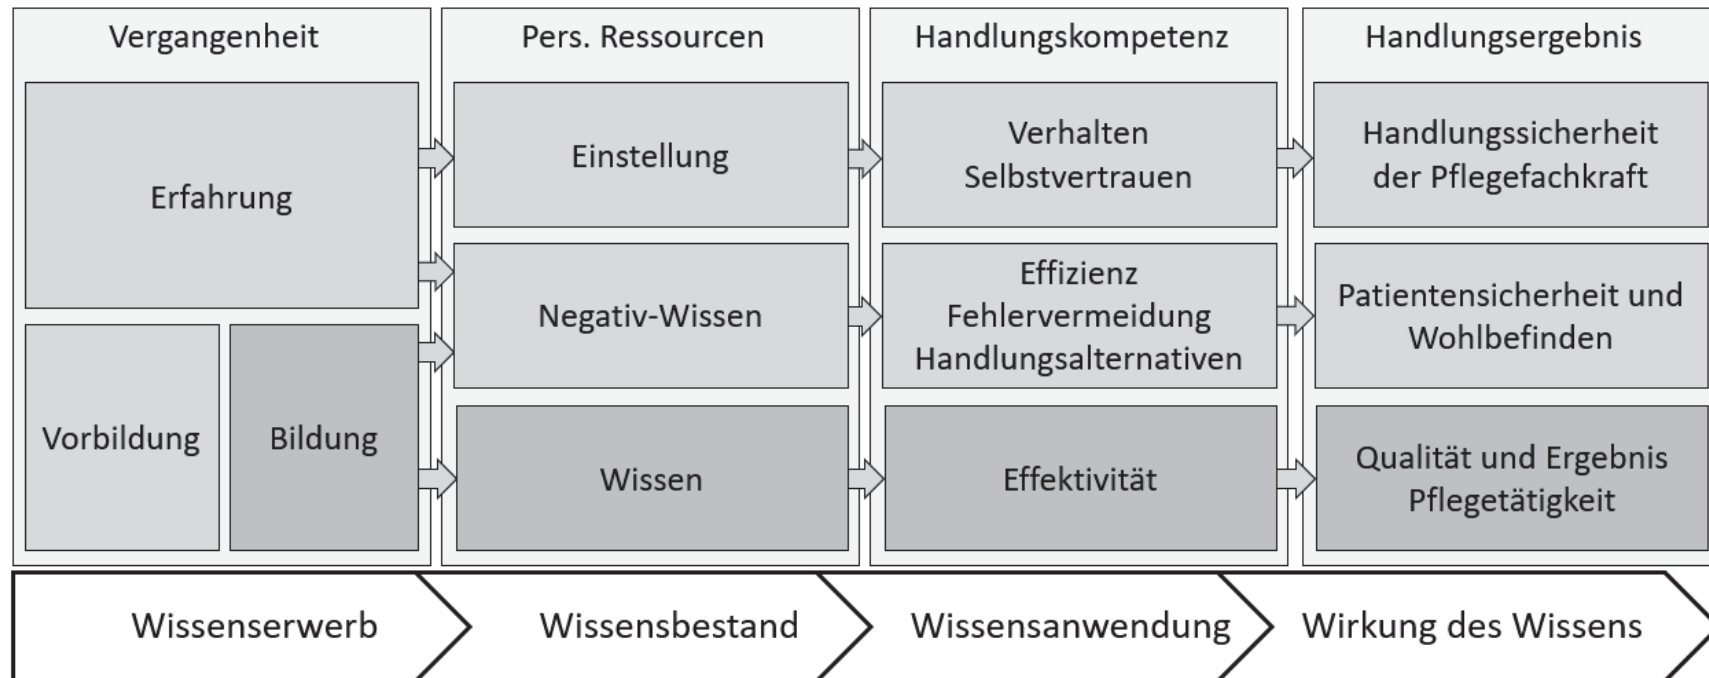 Vergangenheit
Erfahrung
Vorbildung
Bildung
Pers. Ressourcen
Einstellung
Negativ-Wissen
Wissen
Handlungskompetenz
Verhalten
Selbstvertrauen
Effizienz
Fehlervermeidung
Handlungsalternativen
Effektivität
Handlungsergebnis
Handlungssicherheit
der Pflegefachkraft
Patientensicherheit und
Wohlbefinden
Qualität und Ergebnis
Pflegetätigkeit
Wissenserwerb
Wissensbestand
Wissensanwendung
Wirkung des Wissens